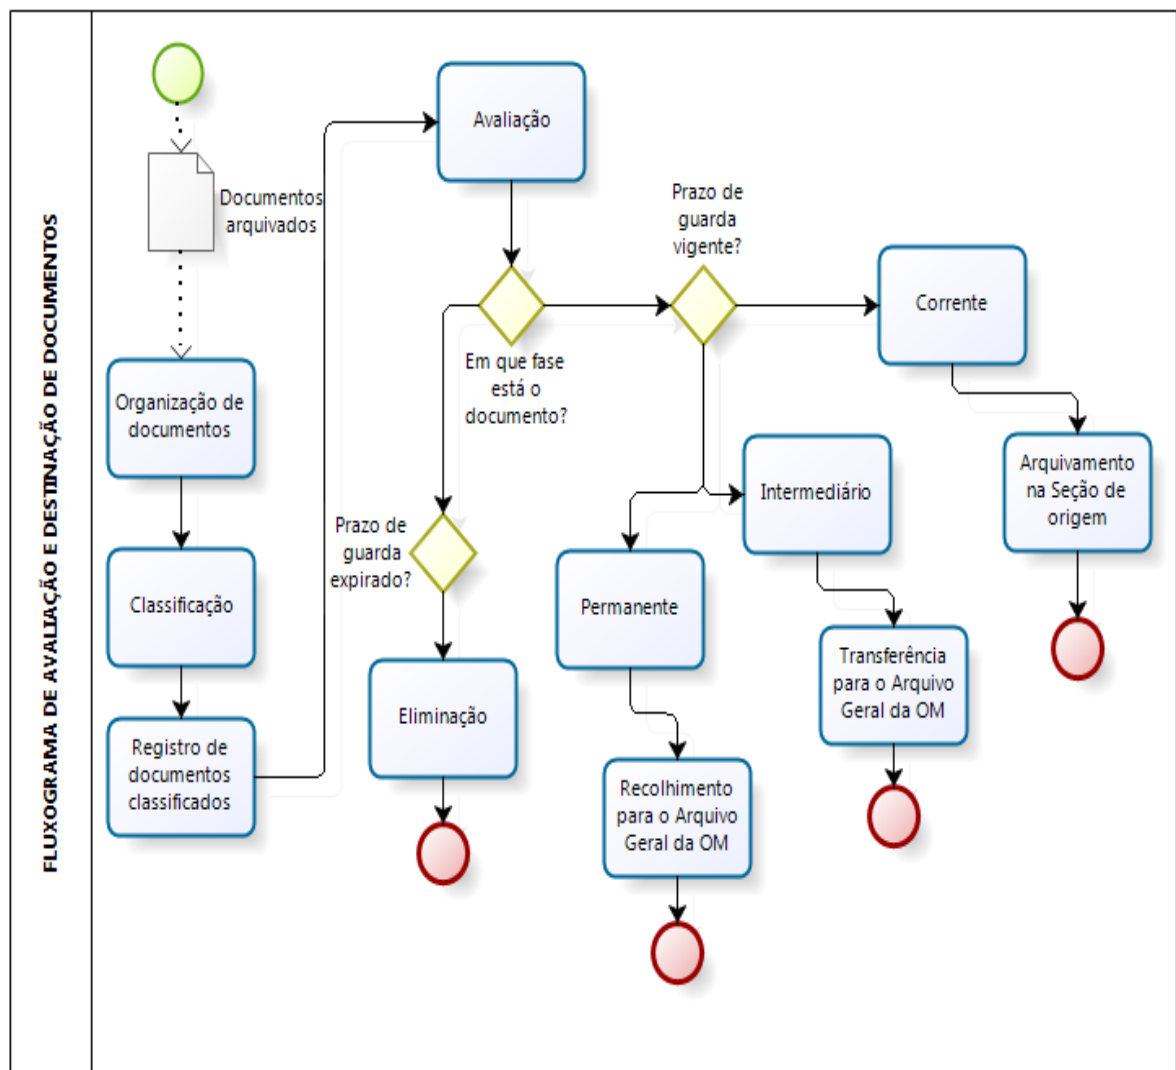 FLUXOGRAMA DE AVALIAÇÃO E DESTINAÇÃO DE DOCUMENTOS
Documentos
arquivados
Organização de
documentos
Classificação
Registro de
documentos
classificados
Avaliação
Em que fase
está o
documento?
Prazo de
guarda
vigente?
Prazo de
guarda
expirado?
Eliminação
Permanente
Recolhimento
para o Arquivo
Geral da OM
Intermediário
Transferência
para o Arquivo
Geral da OM
Corrente
Arquivamento
na Seção de
origem